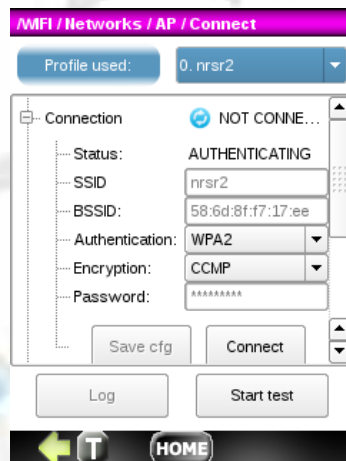 /WIFI / Networks / AP / Connect
Profile used: 0. nrsr2
Connection NOT CONNE...
Status: AUTHENTICATING
SSID nrsr2
BSSID: 58:6d:8f:f7:17:ee
Authentication: WPA2
Encryption: CCMP
Password: *********
Save cfg Connect
Log Start test
T HOME